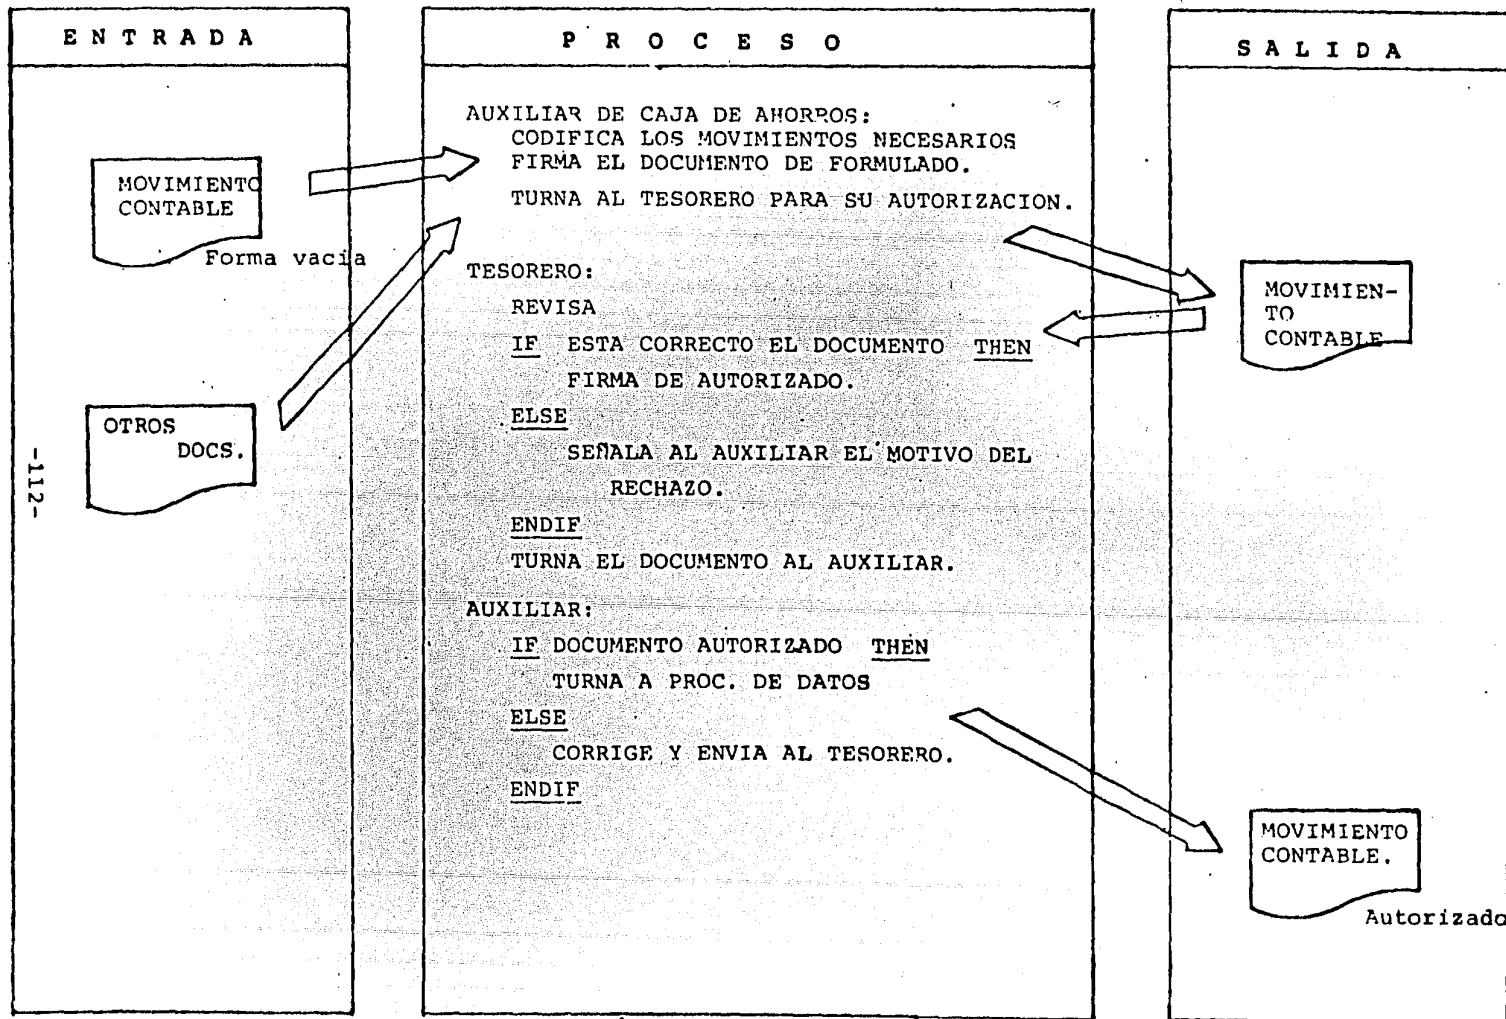 E N T R A D A
P R O C E S O
S A L I D A
MOVIMIENTO
CONTABLE
Forma vacía
OTROS
DOCS.
-112-
AUXILIAR DE CAJA DE AHORROS:
CODIFICA LOS MOVIMIENTOS NECESARIOS
FIRMA EL DOCUMENTO DE FORMULADO.
TURNA AL TESORERO PARA SU AUTORIZACION.
TESORERO:
REVISA
IF ESTA CORRECTO EL DOCUMENTO THEN
FIRMA DE AUTORIZADO.
ELSE
SEÑALA AL AUXILIAR EL MOTIVO DEL
RECHAZO.
ENDIF
TURNA EL DOCUMENTO AL AUXILIAR.
AUXILIAR:
IF DOCUMENTO AUTORIZADO THEN
TURNA A PROC. DE DATOS
ELSE
CORRIGE Y ENVIA AL TESORERO.
ENDIF
MOVIMIEN-
TO
CONTABLE
MOVIMIENTO
CONTABLE.
Autorizado